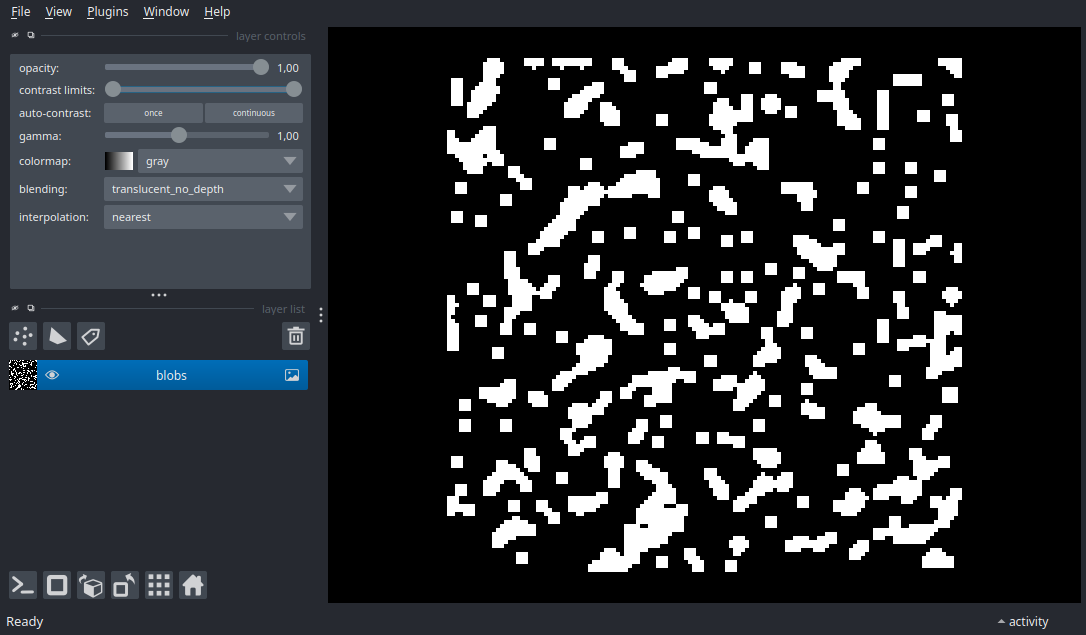 File View Plugins Window Help
layer controls
opacity: 1,00
contrast limits:
auto-contrast: once continuous
gamma: 1,00
colormap: gray
blending: translucent_no_depth
interpolation: nearest
layer list
blobs
Ready activity